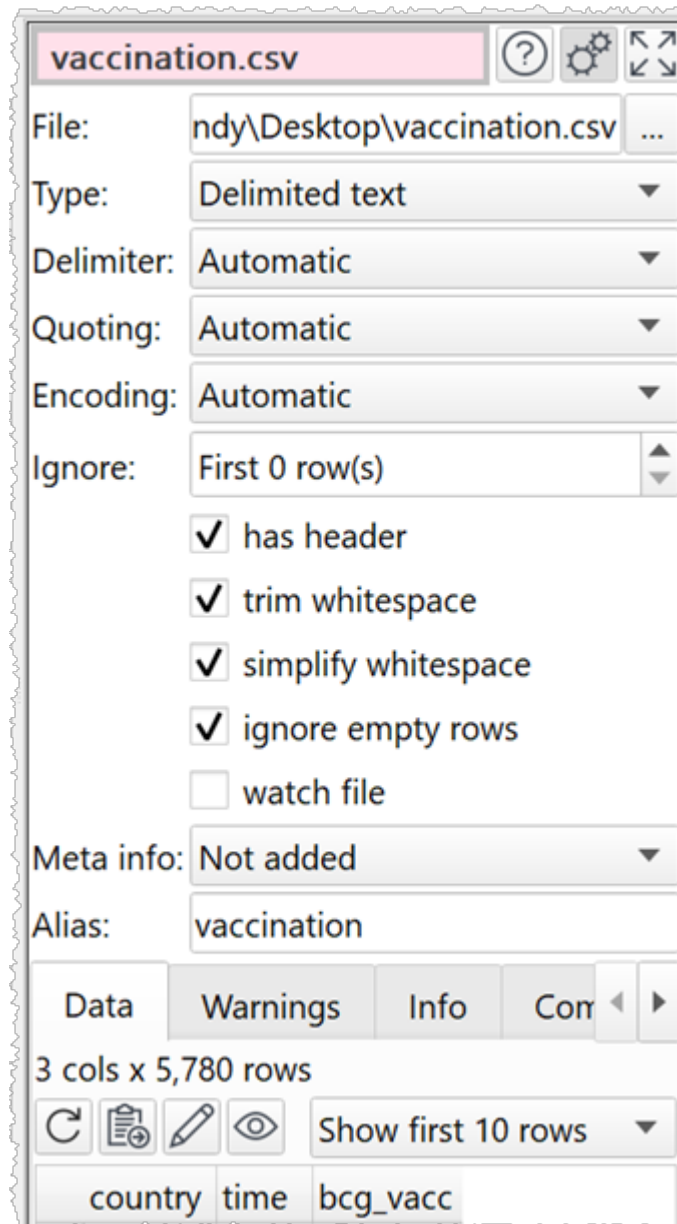 vaccination.csv ?
File: ndy\Desktop\vaccination.csv ...
Type: Delimited text
Delimiter: Automatic
Quoting: Automatic
Encoding: Automatic
Ignore: First 0 row(s)
has header
trim whitespace
simplify whitespace
ignore empty rows
watch file
Meta info: Not added
Alias: vaccination
Data Warnings Info Com
3 cols x 5,780 rows
Show first 10 rows
country time bcg_vacc